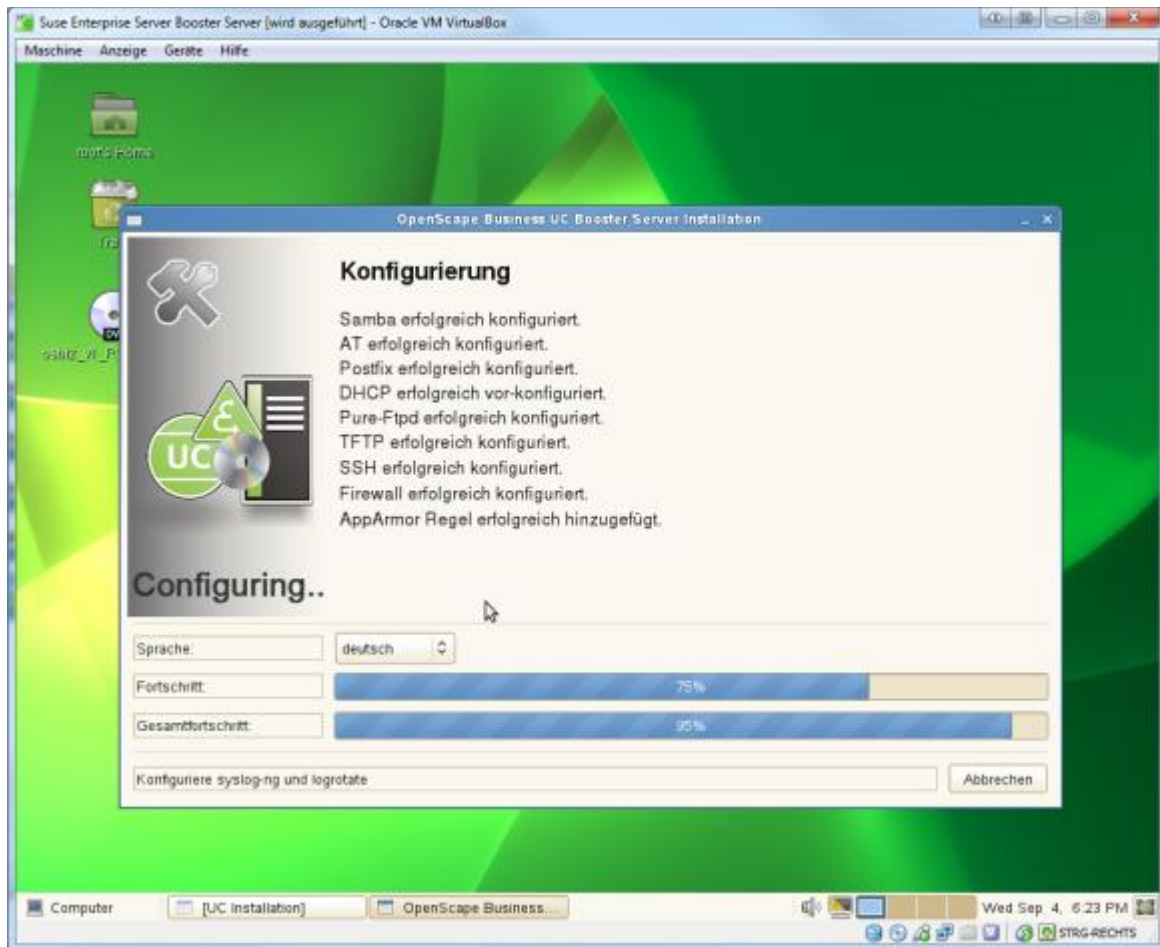 Suse Enterprise Server Booster Server [wird ausgeführt] - Oracle VM VirtualBox
Maschine Anzeige Geräte Hilfe
root's Home
OpenScape Business UC Booster Server Installation
Konfigurierung
Samba erfolgreich konfiguriert.
AT erfolgreich konfiguriert.
Postfix erfolgreich konfiguriert.
DHCP erfolgreich vor-konfiguriert.
Pure-Ftpd erfolgreich konfiguriert.
TFTP erfolgreich konfiguriert.
SSH erfolgreich konfiguriert.
Firewall erfolgreich konfiguriert.
AppArmor Regel erfolgreich hinzugefügt.
UC
Configuring..
Sprache: deutsch
Fortschritt: 75%
Gesamtfortschritt: 95%
Konfiguriere syslog-ng und logrotate
Abbrechen
Computer [UC Installation] OpenScape Business... Wed Sep 4, 6:23 PM
STRG-RECHTS